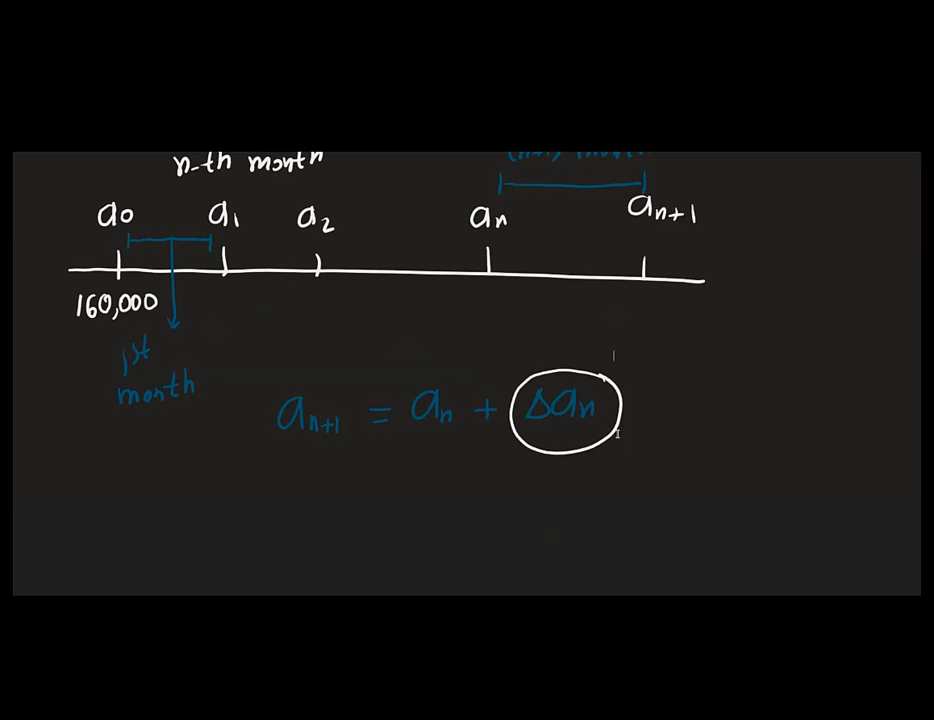 n-th month
a₀ a₁ a₂ aₙ aₙ₊₁
160,000
1st
month
aₙ₊₁ = aₙ + Δaₙ